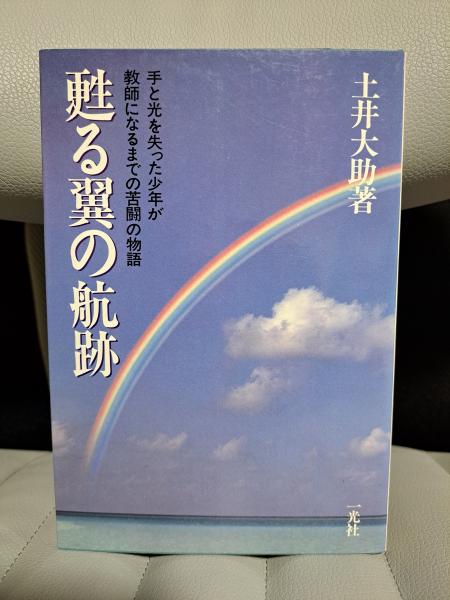 土井大助著
手と光を失った少年が
教師になるまでの苦闘の物語
甦る翼の航跡
一光社